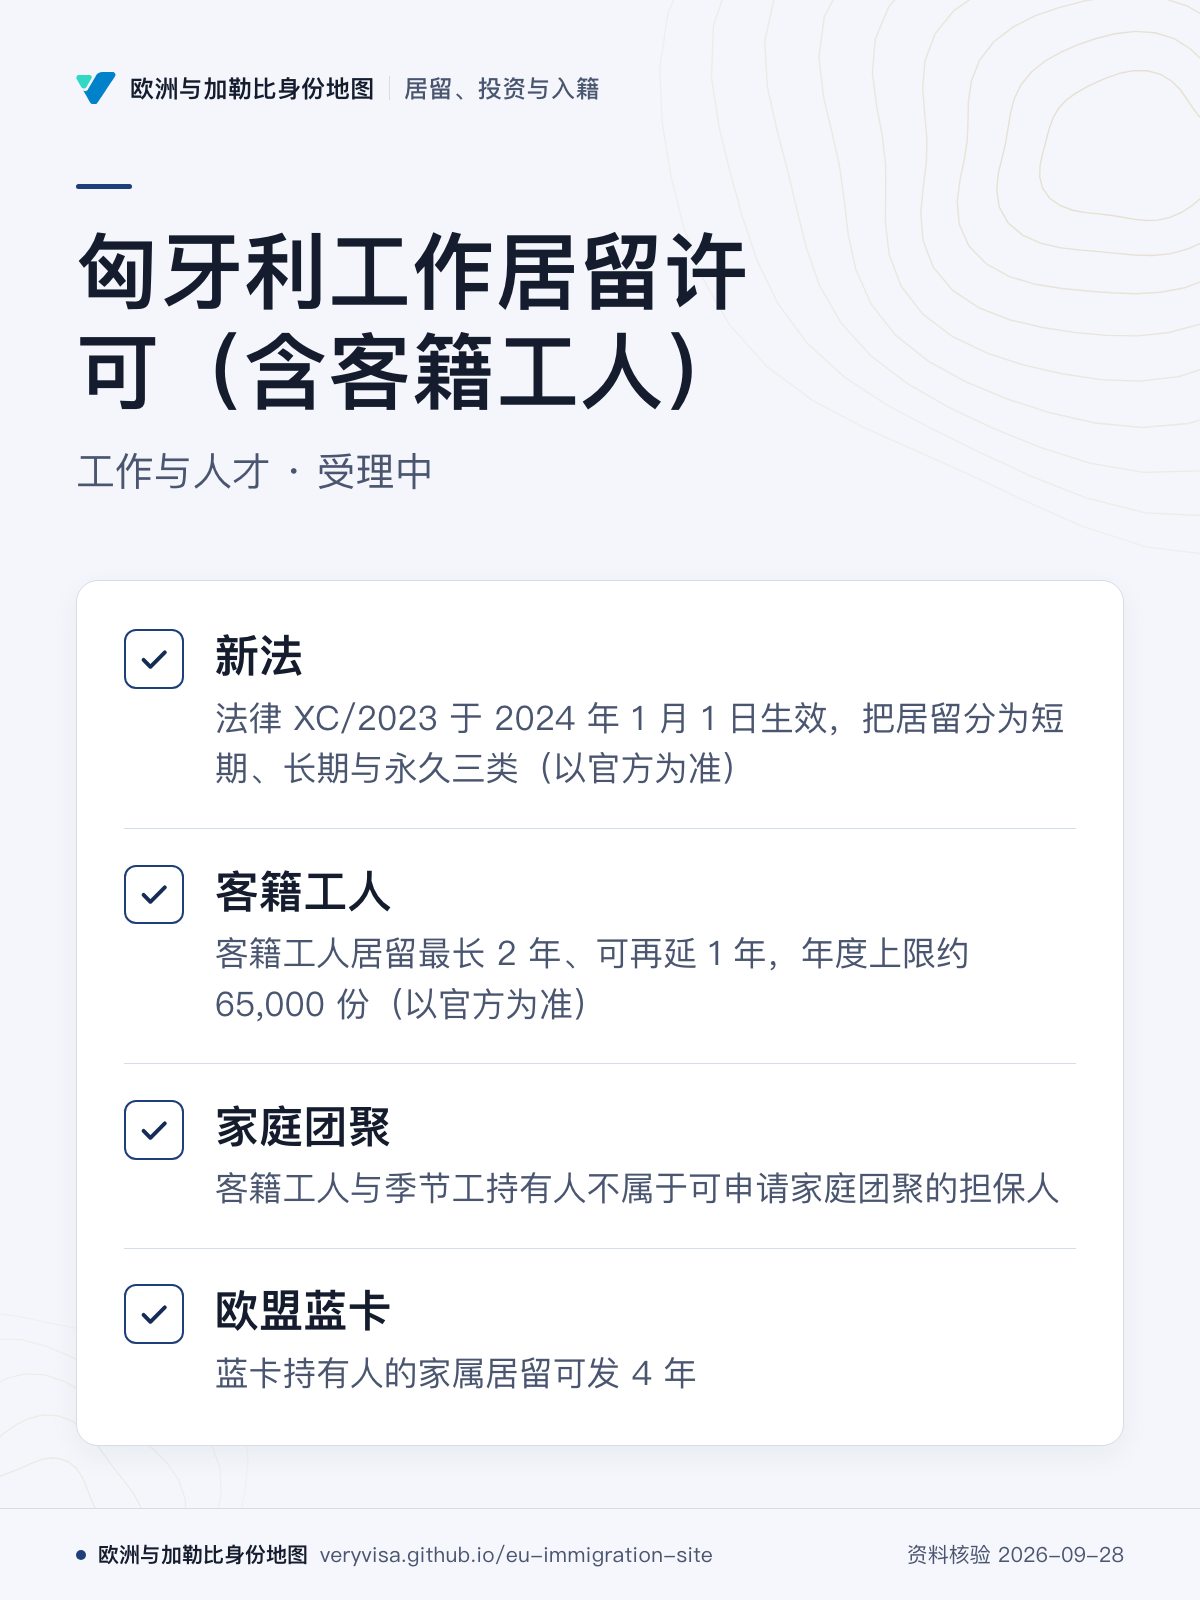 欧洲与加勒比身份地图 居留、投资与入籍
匈牙利工作居留许
可（含客籍工人）
工作与人才 · 受理中
新法
法律 XC/2023 于 2024 年 1 月 1 日生效，把居留分为短
期、长期与永久三类（以官方为准）
客籍工人
客籍工人居留最长 2 年、可再延 1 年，年度上限约
65,000 份（以官方为准）
家庭团聚
客籍工人与季节工持有人不属于可申请家庭团聚的担保人
欧盟蓝卡
蓝卡持有人的家属居留可发 4 年
欧洲与加勒比身份地图 veryvisa.github.io/eu-immigration-site 资料核验 2026-09-28